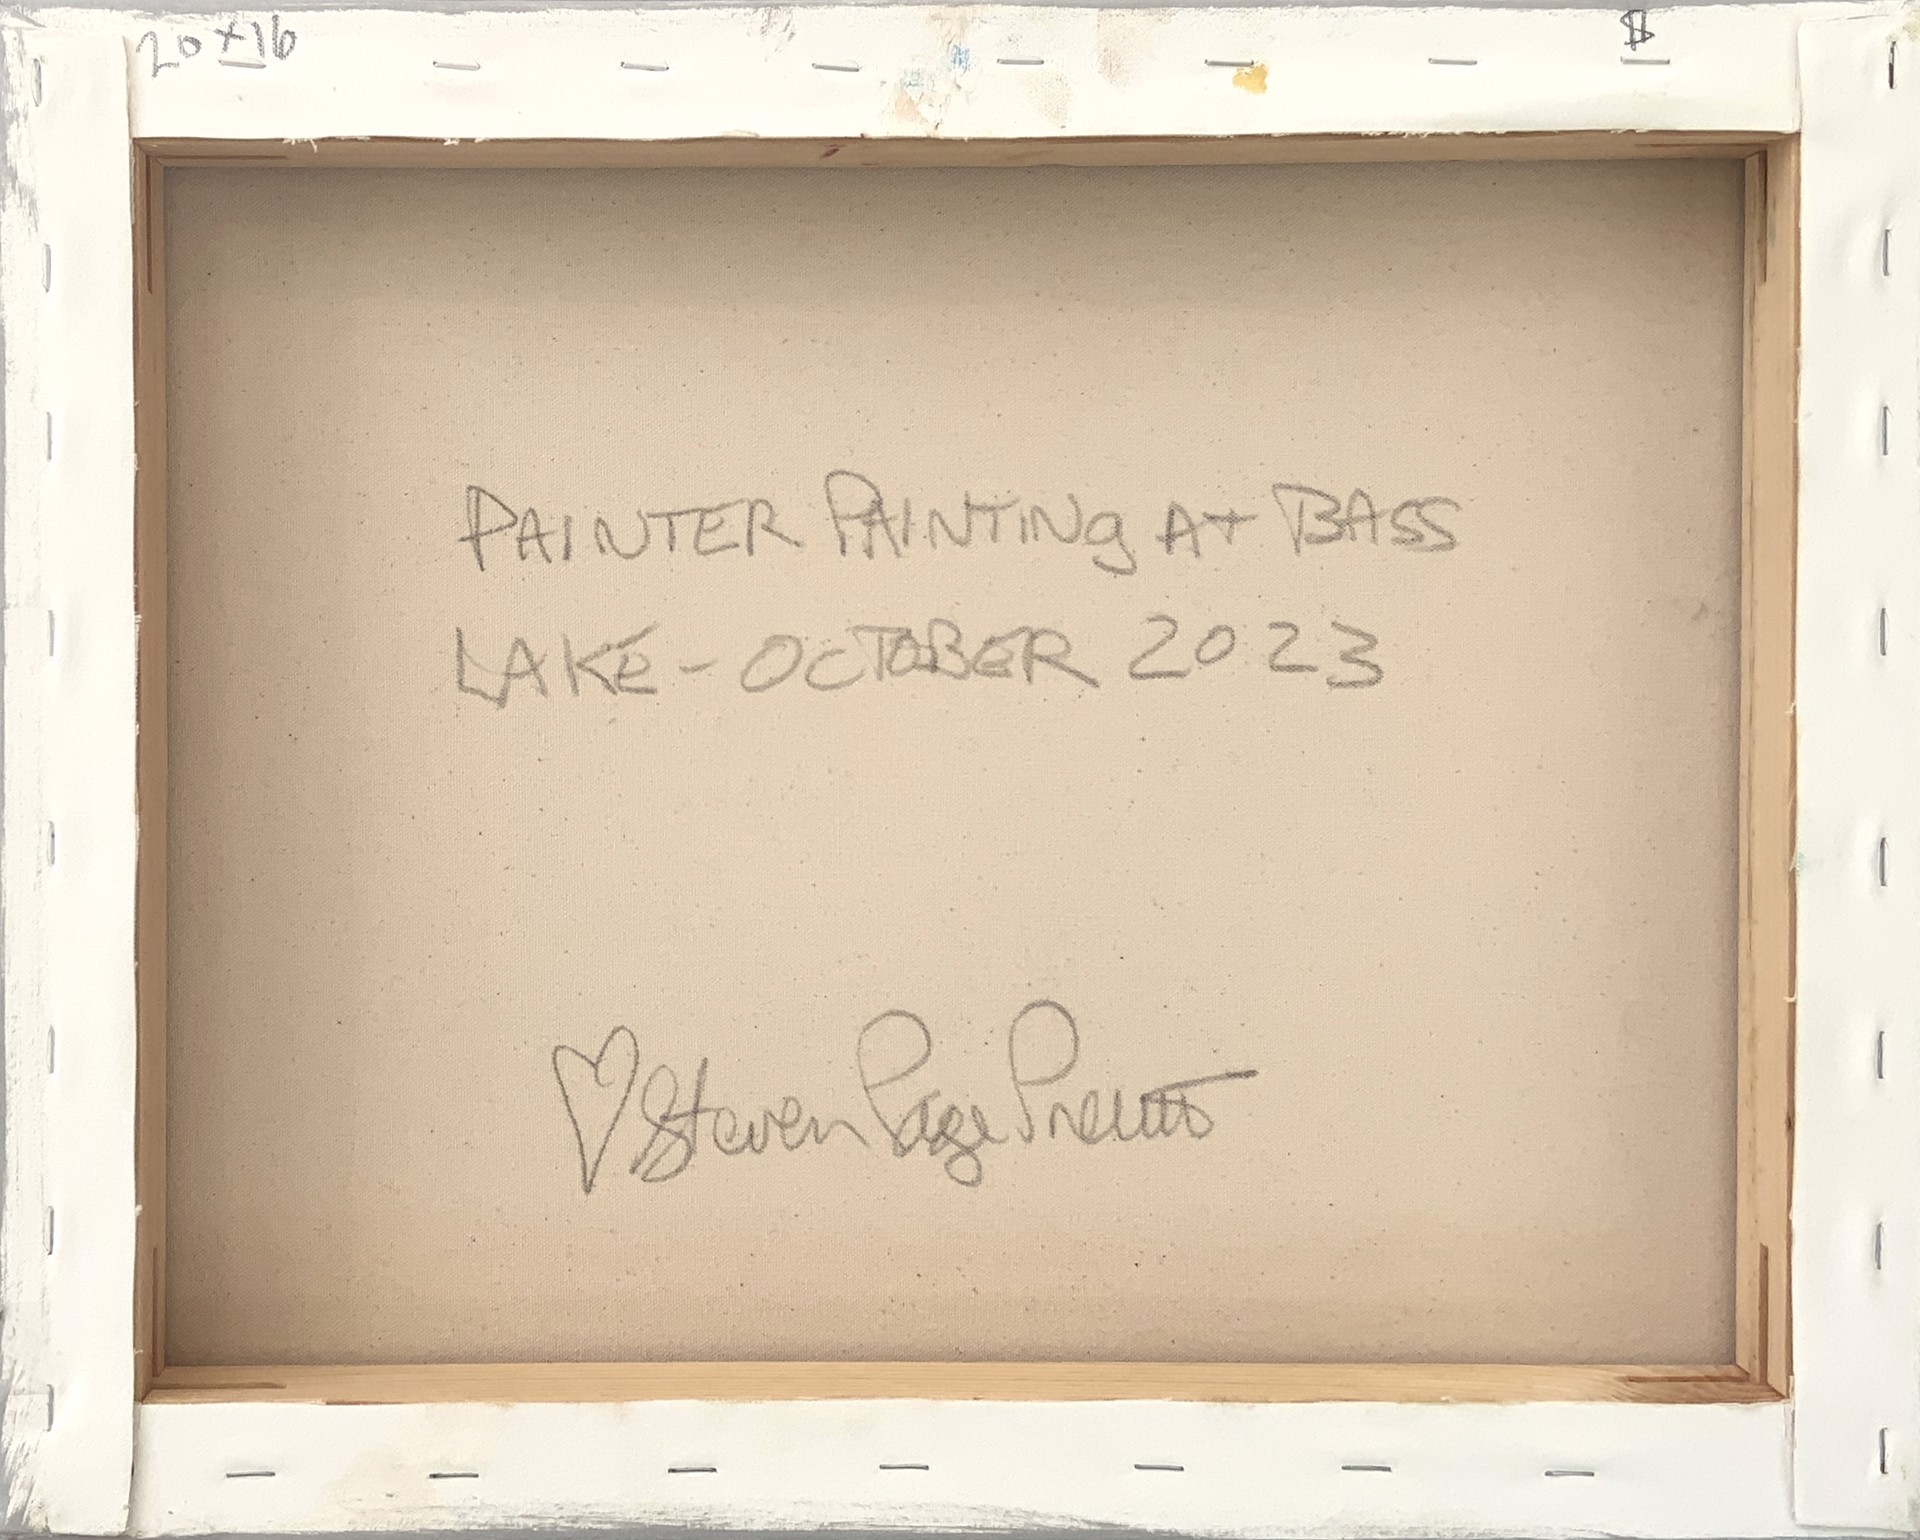 20x16 $
PAINTER PAINTINg At BASS
LAKE - OCTOBER 2023
♡ Steven Page Prewitt